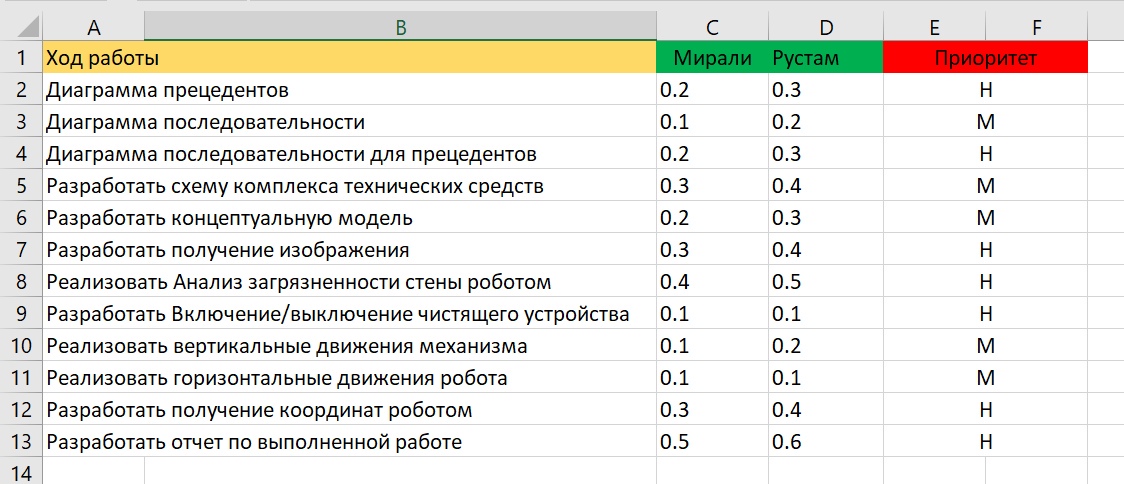 A B C D E F
1 Ход работы Мирали Рустам Приоритет
2 Диаграмма прецедентов 0.2 0.3 H
3 Диаграмма последовательности 0.1 0.2 M
4 Диаграмма последовательности для прецедентов 0.2 0.3 H
5 Разработать схему комплекса технических средств 0.3 0.4 M
6 Разработать концептуальную модель 0.2 0.3 M
7 Разработать получение изображения 0.3 0.4 H
8 Реализовать Анализ загрязненности стены роботом 0.4 0.5 H
9 Разработать Включение/выключение чистящего устройства 0.1 0.1 H
10 Реализовать вертикальные движения механизма 0.1 0.2 M
11 Реализовать горизонтальные движения робота 0.1 0.1 M
12 Разработать получение координат роботом 0.3 0.4 H
13 Разработать отчет по выполненной работе 0.5 0.6 H
14